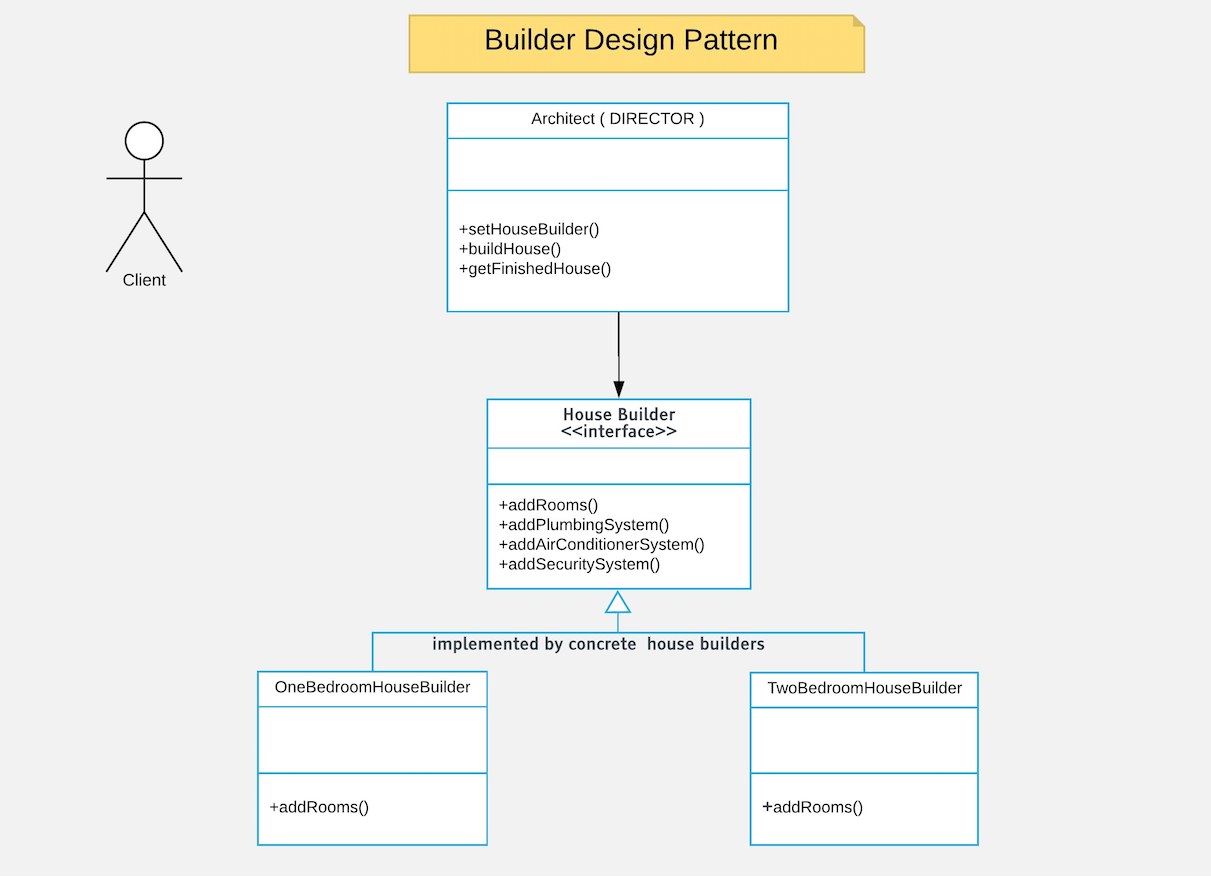 Builder Design Pattern
Client
Architect ( DIRECTOR )
+setHouseBuilder()
+buildHouse()
+getFinishedHouse()
House Builder
<<interface>>
+addRooms()
+addPlumbingSystem()
+addAirConditionerSystem()
+addSecuritySystem()
implemented by concrete  house builders
OneBedroomHouseBuilder
+addRooms()
TwoBedroomHouseBuilder
+addRooms()